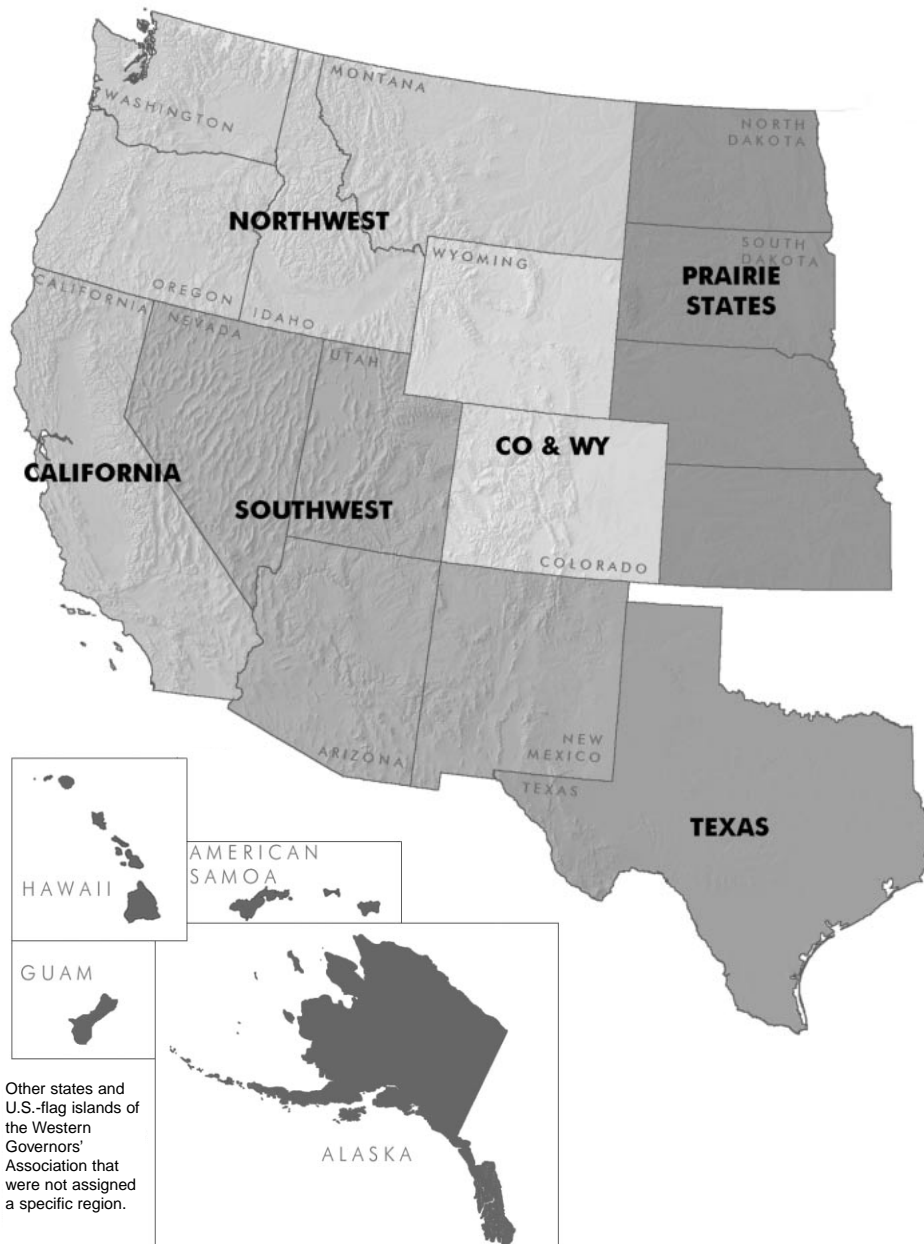 MONTANA
WASHINGTON
NORTH
DAKOTA
NORTHWEST
WYOMING
SOUTH
DAKOTA
PRAIRIE
STATES
CALIFORNIA
OREGON
IDAHO
NEVADA
UTAH
CO & WY
CALIFORNIA
SOUTHWEST
COLORADO
ARIZONA
NEW
MEXICO
TEXAS
TEXAS
HAWAII
AMERICAN
SAMOA
GUAM
ALASKA
Other states and
U.S.-flag islands of
the Western
Governors’
Association that
were not assigned
a specific region.